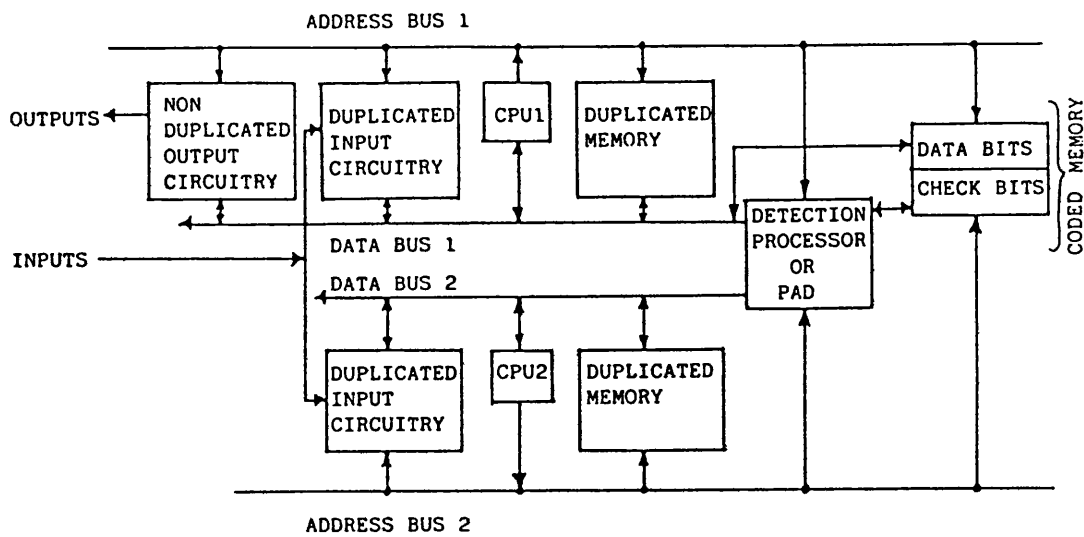 ADDRESS BUS 1
OUTPUTS
NON
DUPLICATED
OUTPUT
CIRCUITRY
DUPLICATED
INPUT
CIRCUITRY
CPU1
DUPLICATED
MEMORY
DATA BITS
CHECK BITS
CODED MEMORY
DETECTION
PROCESSOR
OR
PAD
DATA BUS 1
INPUTS
DATA BUS 2
DUPLICATED
INPUT
CIRCUITRY
CPU2
DUPLICATED
MEMORY
ADDRESS BUS 2